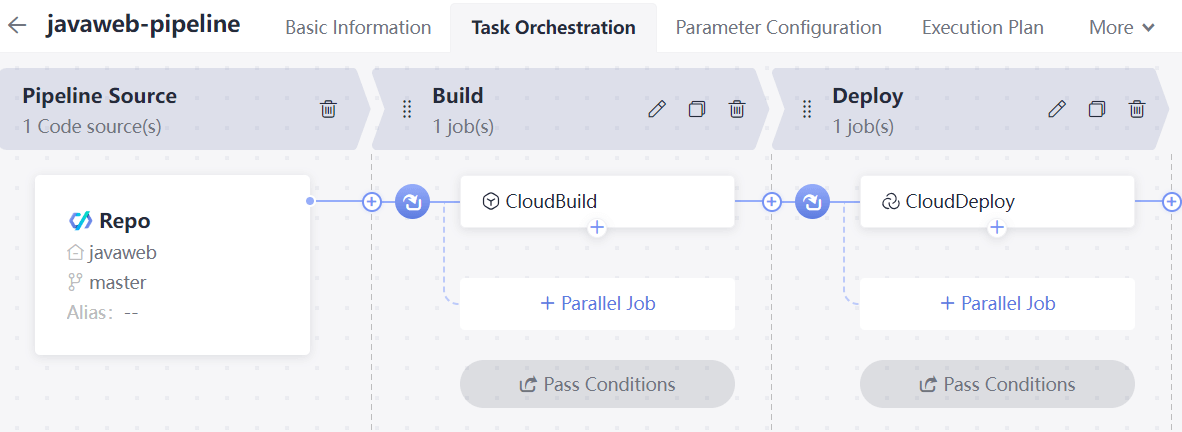 javaweb-pipeline
Basic Information
Task Orchestration
Parameter Configuration
Execution Plan
More
Pipeline Source
1 Code source(s)
Build
1 job(s)
Deploy
1 job(s)
Repo
javaweb
master
Alias: --
CloudBuild
+ Parallel Job
Pass Conditions
CloudDeploy
+ Parallel Job
Pass Conditions